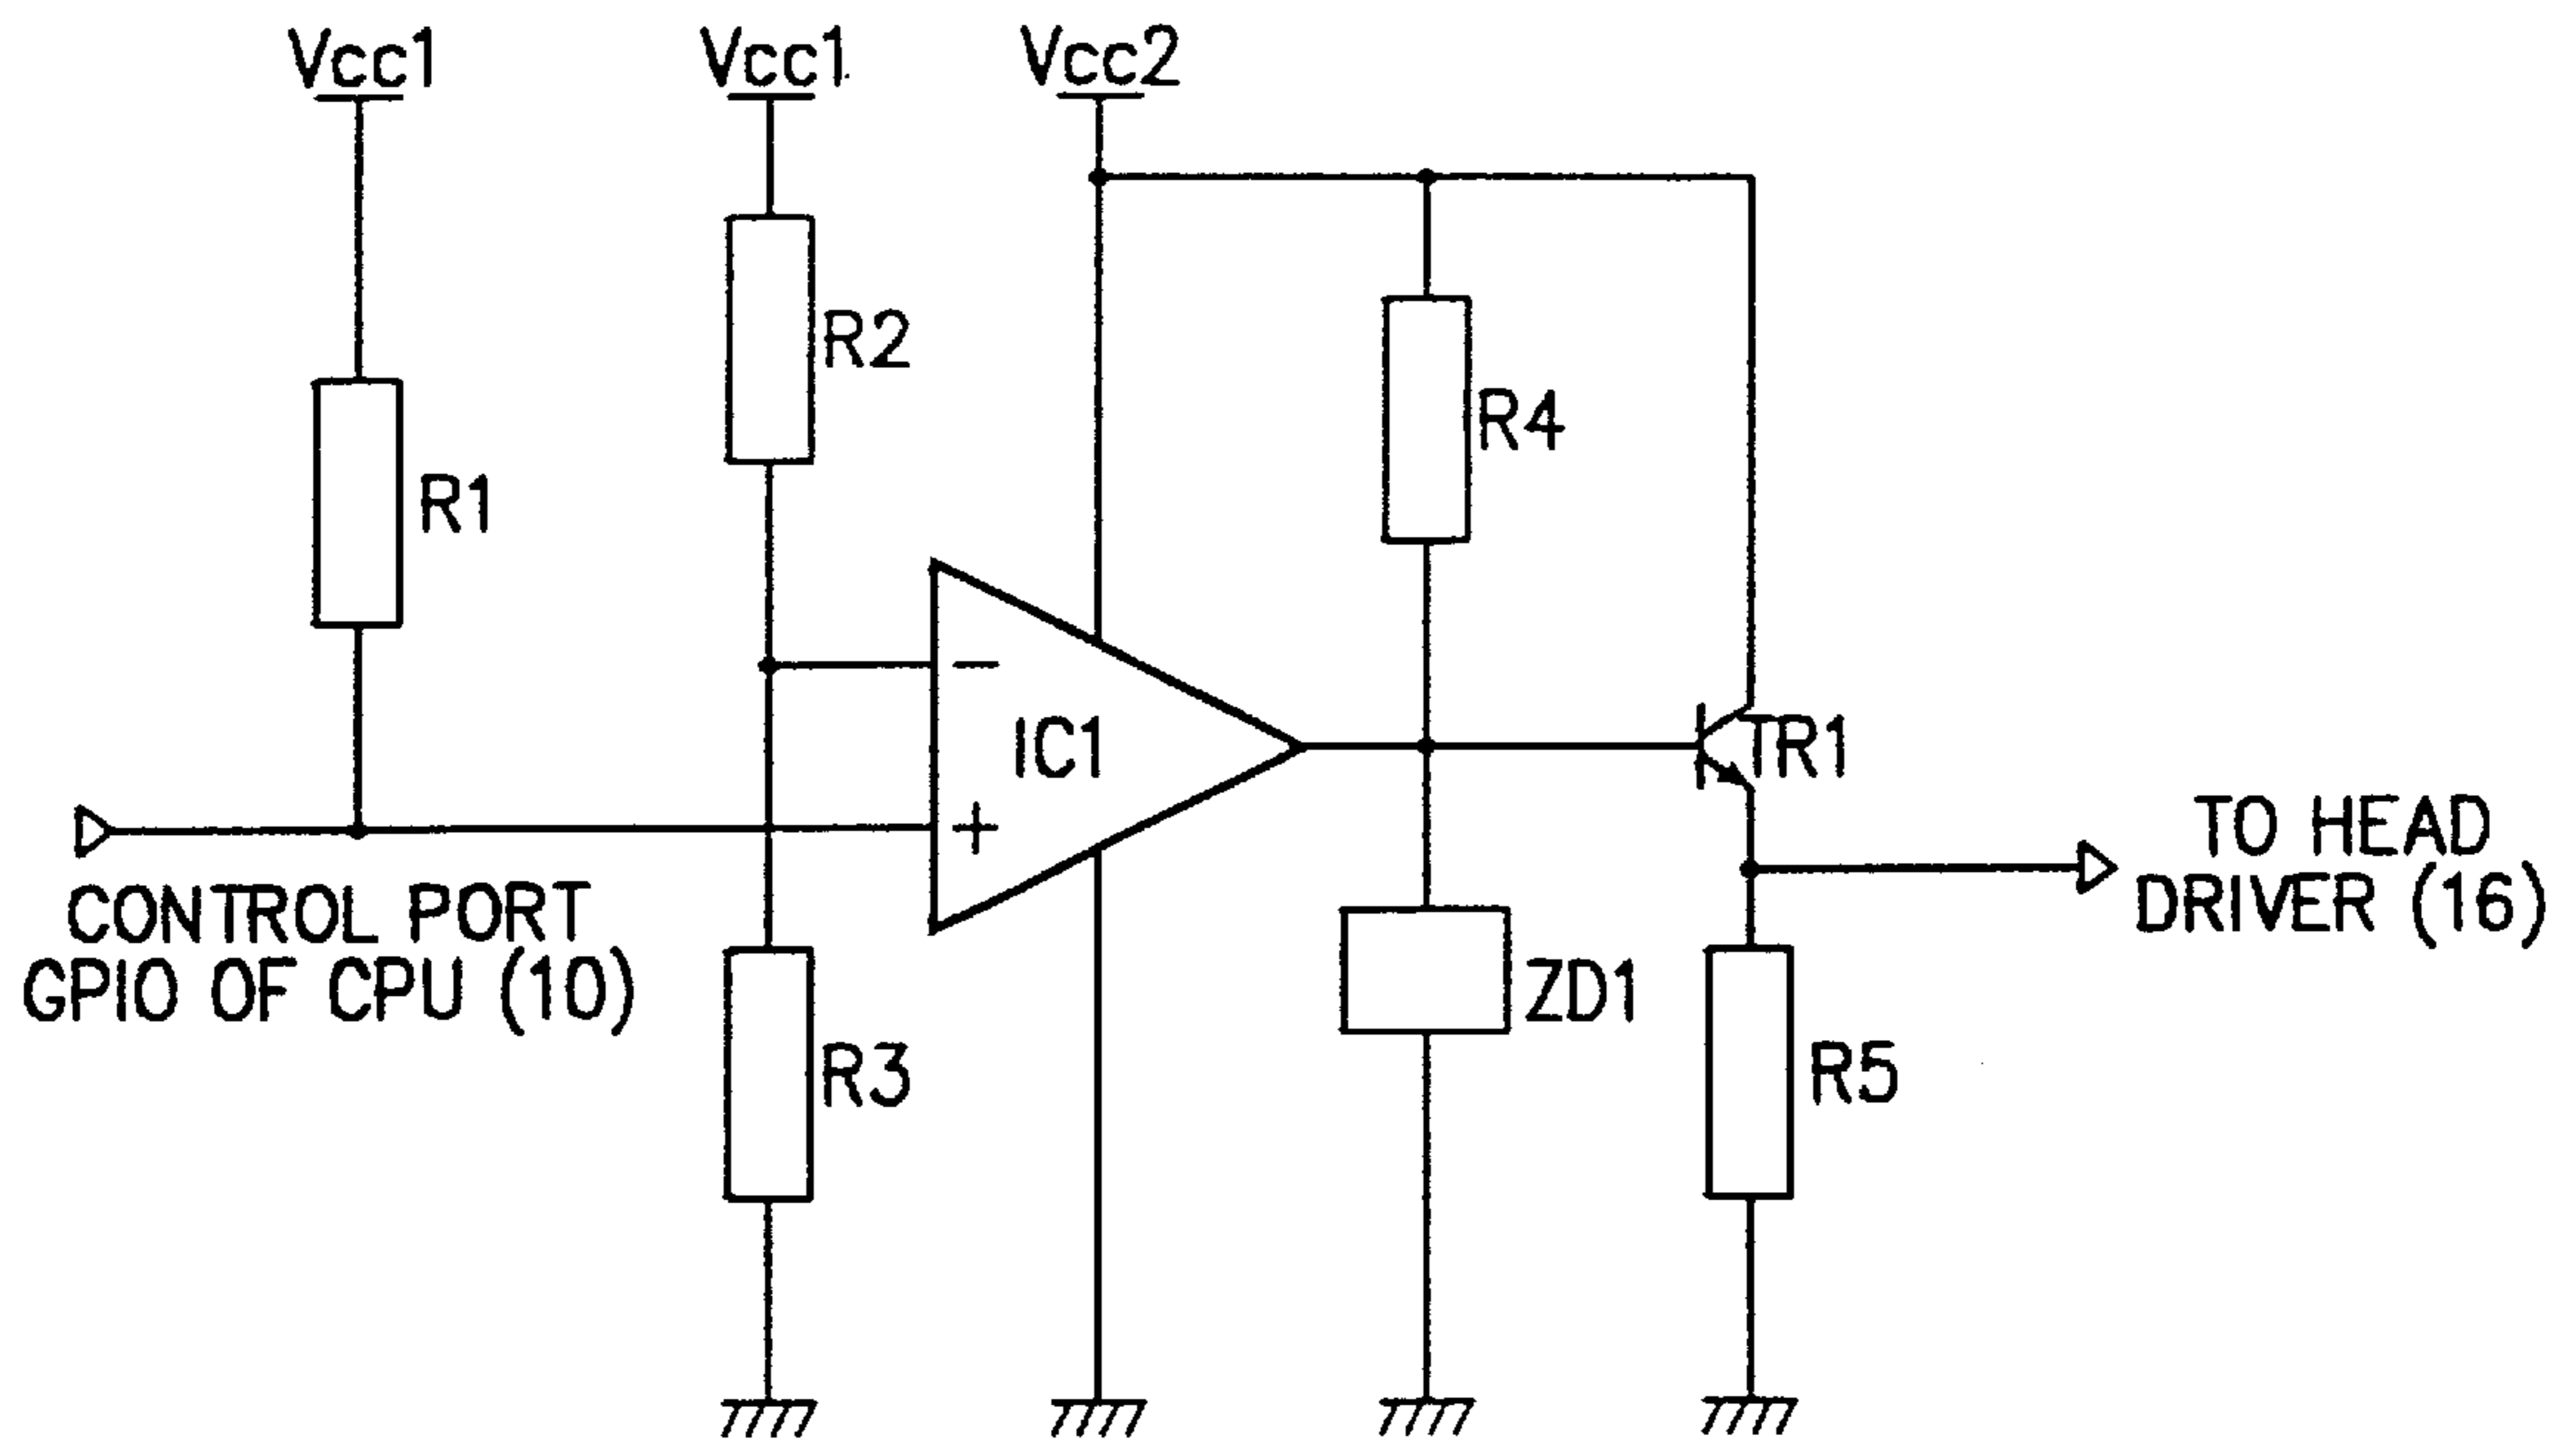 Vcc1
Vcc1
Vcc2
R2
R4
R1
−
IC1
TR1
+
TO HEAD
DRIVER (16)
CONTROL PORT
GPIO OF CPU (10)
ZD1
R3
R5